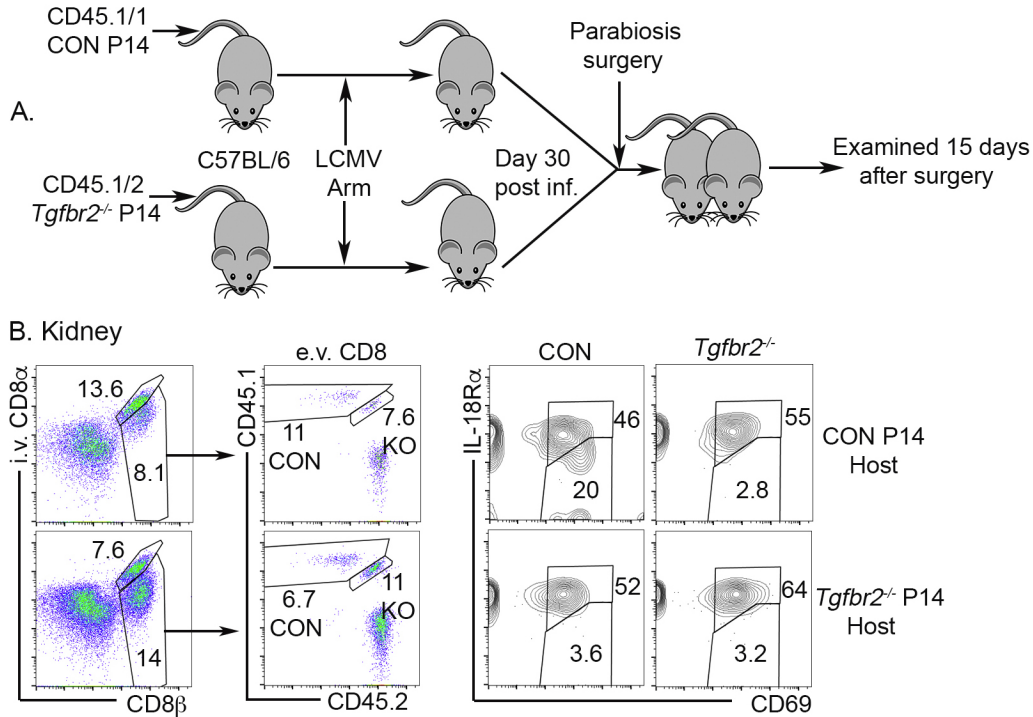 CD45.1/1
CON P14
Parabiosis
surgery
A.
C57BL/6
LCMV
Arm
Day 30
post inf.
Examined 15 days
after surgery
CD45.1/2
Tgfbr2-/- P14
B. Kidney
e.v. CD8
CON
Tgfbr2-/-
i.v. CD8α
13.6
8.1
CD45.1
11
CON
7.6
KO
IL-18Rα
46
20
55
2.8
CON P14
Host
7.6
14
6.7
CON
11
KO
52
3.6
64
3.2
Tgfbr2-/- P14
Host
CD8β
CD45.2
CD69